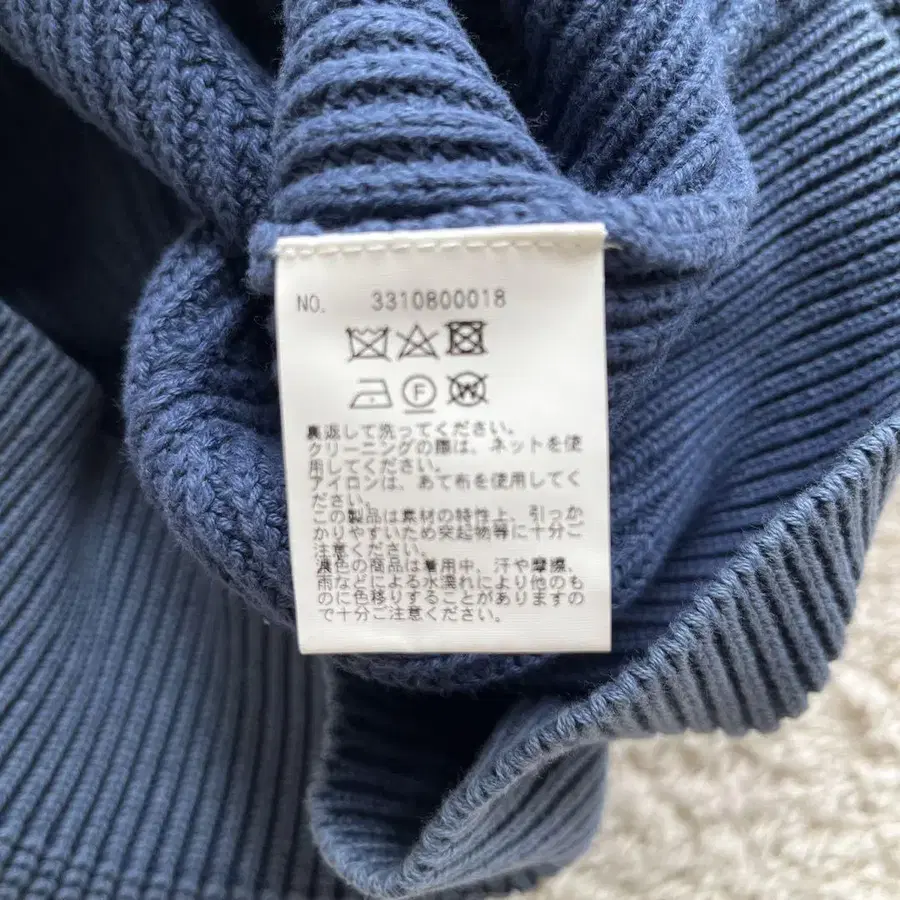 NO. 3310800018
F W
裏返して洗ってください。
クリーニングの際は、ネットを使
用してください。
アイロンは、あて布を使用してく
ださい。
この製品は素材の特性上、引っか
かりやすいため突起物等に十分ご
注意ください。
濃色の商品は着用中、汗や摩擦、
雨などによる水濡れにより他のも
のに色移りすることがありますの
で十分ご注意ください。